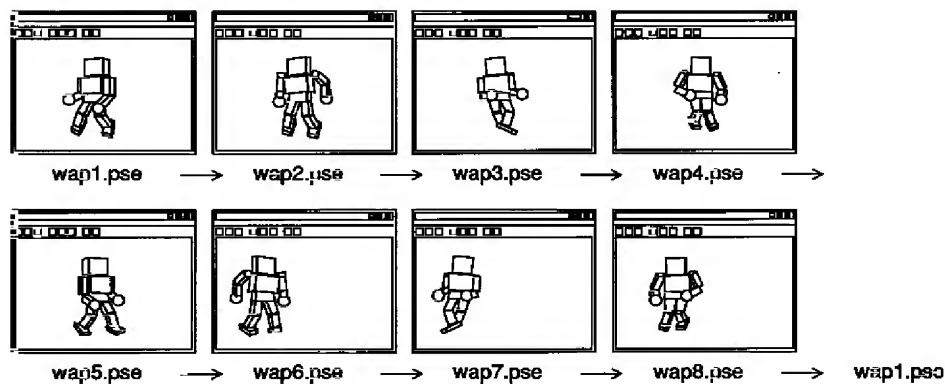 wap1.pse → wap2.pse → wap3.pse → wap4.pse →
wap5.pse → wap6.pse → wap7.pse → wap8.pse → wap1.pse